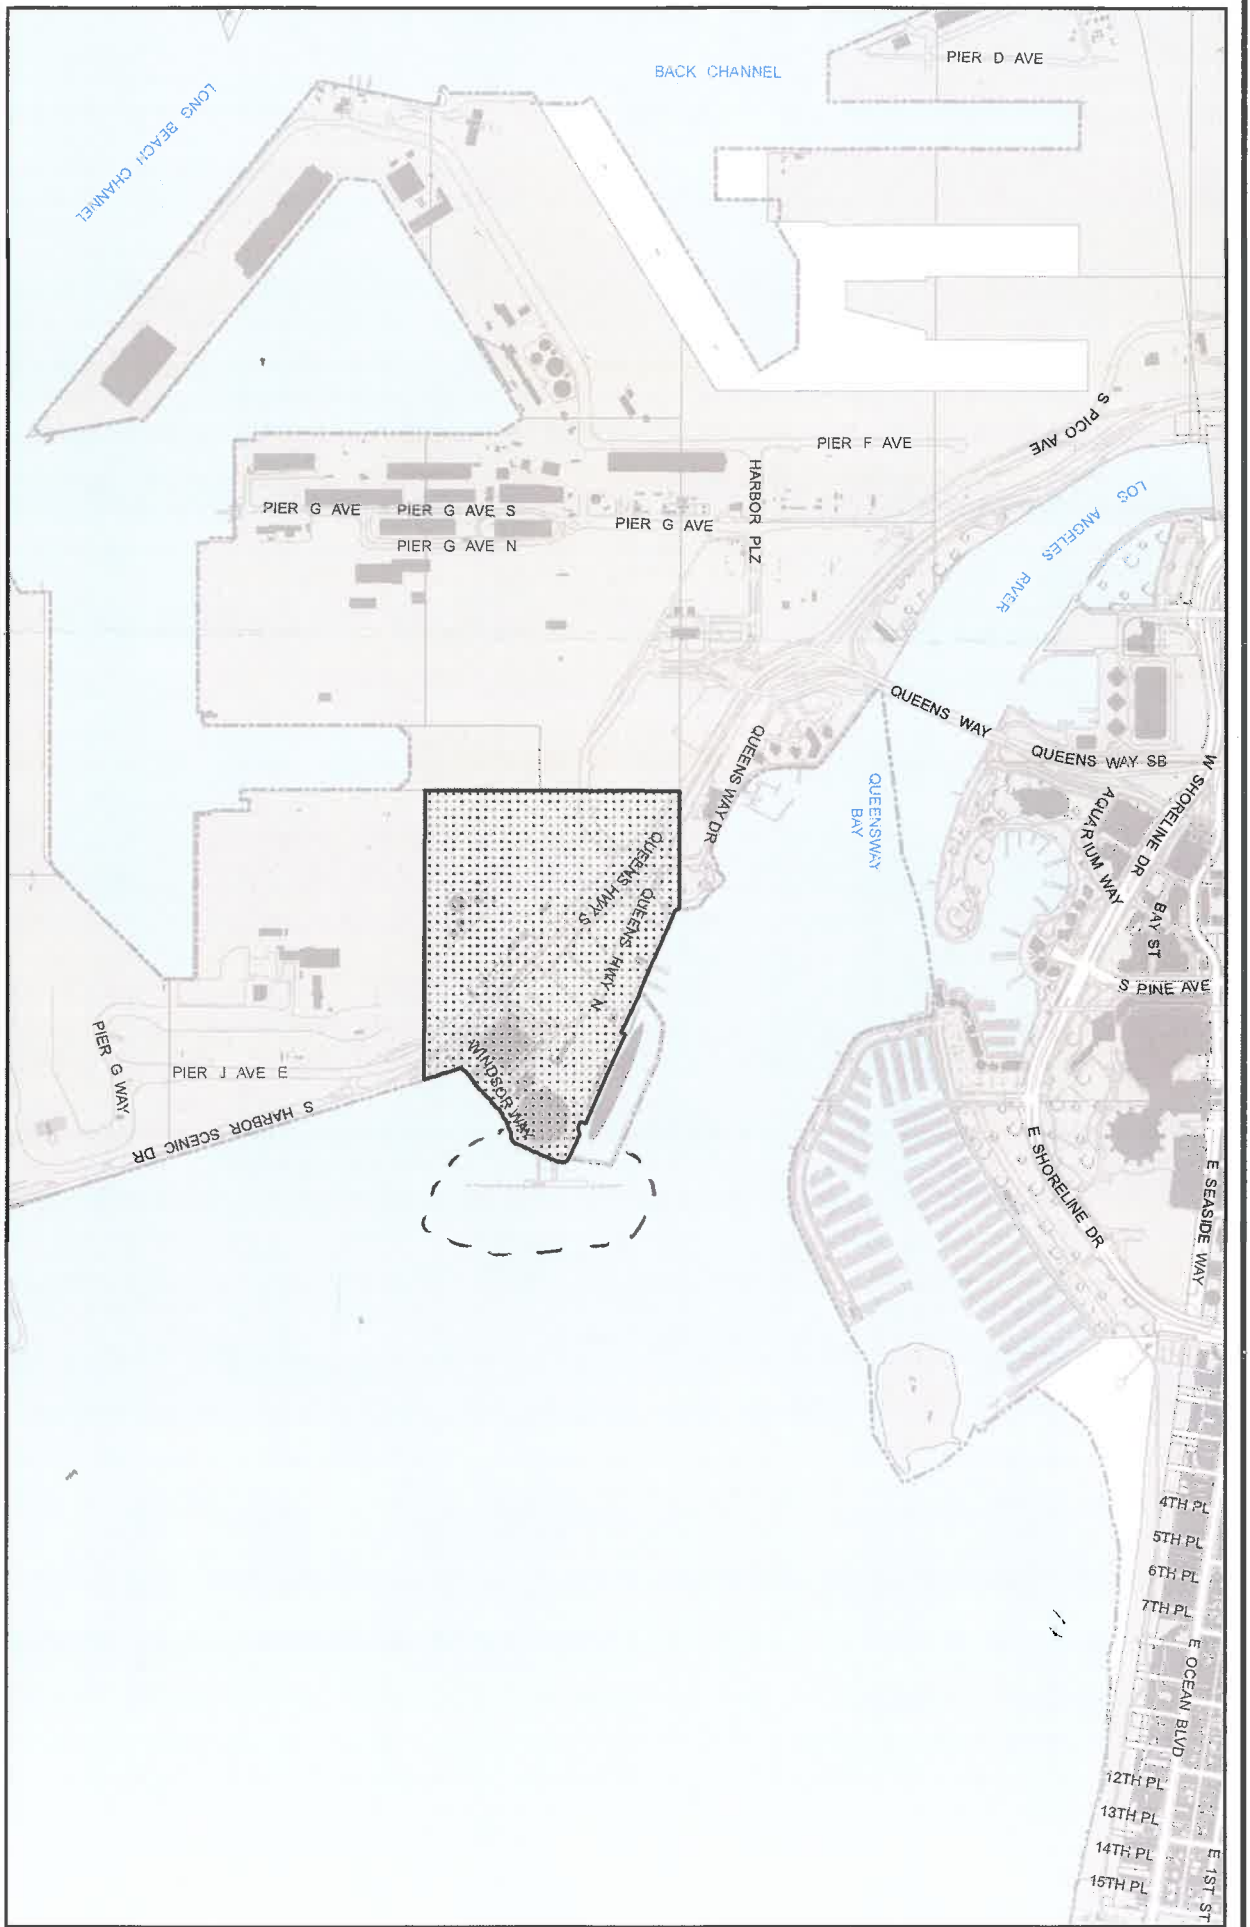 PIER D AVE
BACK CHANNEL
LONG BEACH CHANNEL
S PICO AVE
PIER F AVE
HARBOR PLZ
LOS ANGELES RIVER
PIER G AVE
PIER G AVE S
PIER G AVE
PIER G AVE N
QUEENS WAY
QUEENS WAY SB
W SHORELINE DR
QUEENS WAY DR
QUEENSWAY
BAY
AQUARIUM WAY
BAY ST
S PINE AVE
QUEENS HWY S
QUEENS HWY N
WINDSOR WAY
PIER G WAY
PIER J AVE E
S HARBOR SCENIC DR
E SHORELINE DR
E SEASIDE WAY
4TH PL
5TH PL
6TH PL
7TH PL
E OCEAN BLVD
12TH PL
13TH PL
14TH PL
15TH PL
E 1ST ST